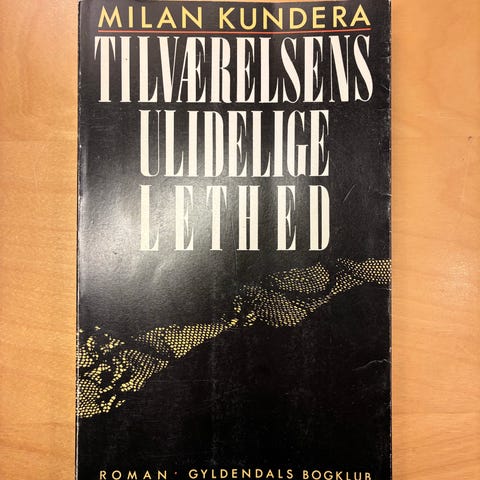 MILAN KUNDERA
TILVÆRELSENS
ULIDELIGE
LETHED
ROMAN · GYLDENDALS BOGKLUB